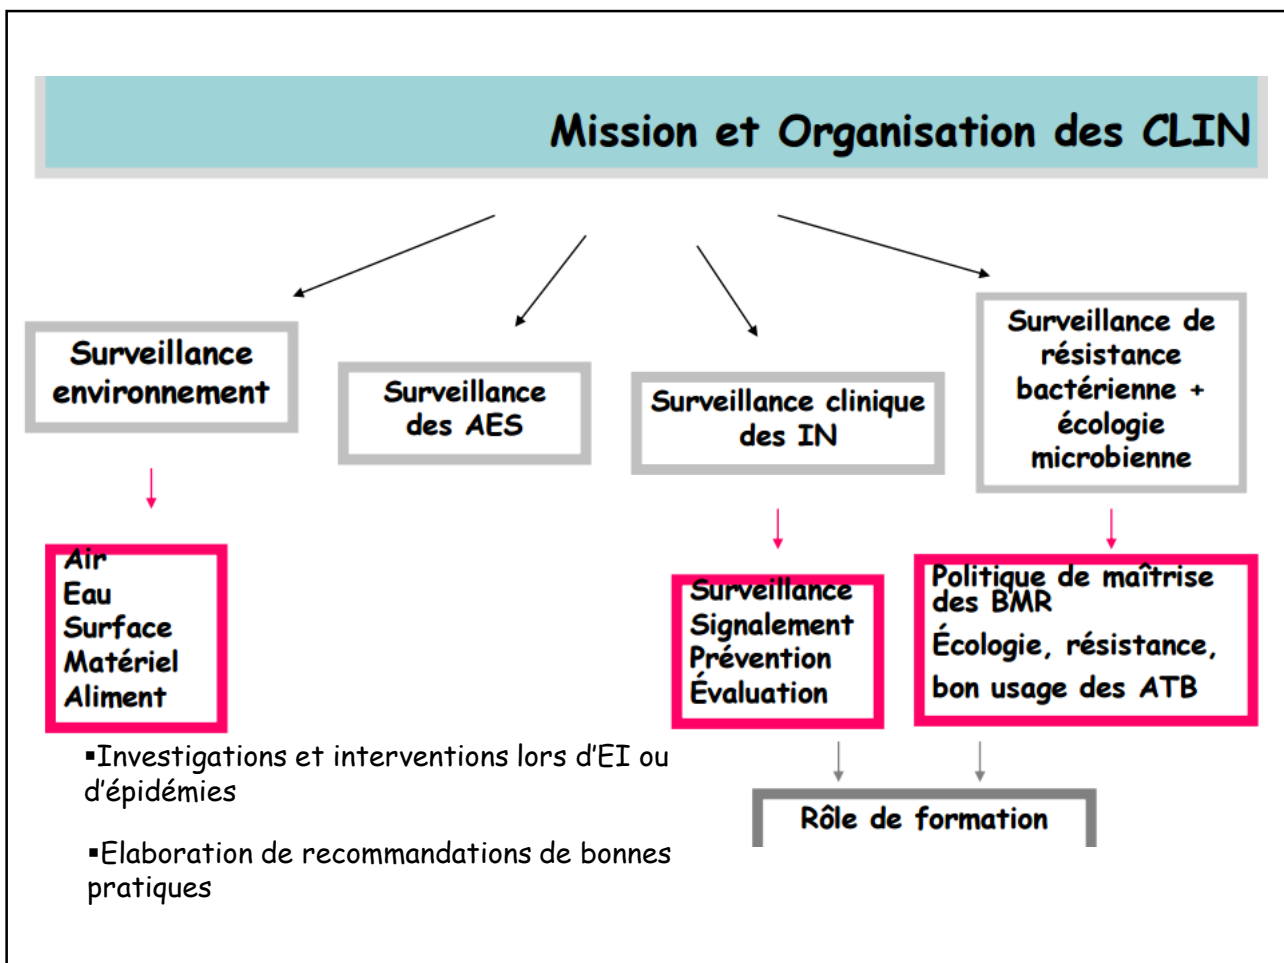 Mission et Organisation des CLIN
Surveillance
environnement
Surveillance
des AES
Surveillance clinique
des IN
Surveillance de
résistance
bactérienne +
écologie
microbienne
Air
Eau
Surface
Matériel
Aliment
Surveillance
Signalement
Prévention
Évaluation
Politique de maîtrise
des BMR
Écologie, résistance,
bon usage des ATB
▪Investigations et interventions lors d’EI ou
d’épidémies
▪Elaboration de recommandations de bonnes
pratiques
Rôle de formation